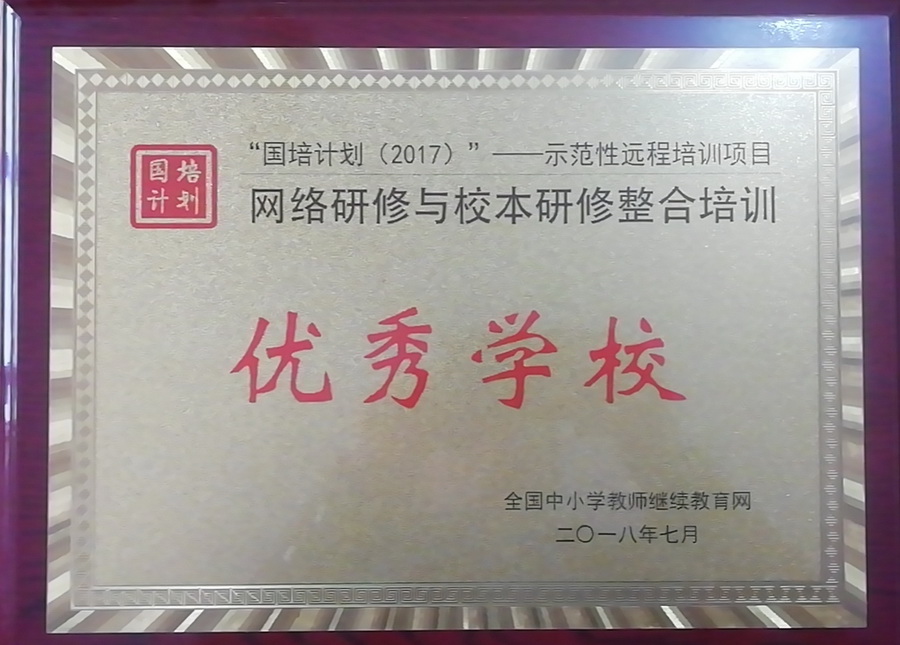 国培
计划
“国培计划（2017）”——示范性远程培训项目
网络研修与校本研修整合培训
优秀学校
全国中小学教师继续教育网
二〇一八年七月